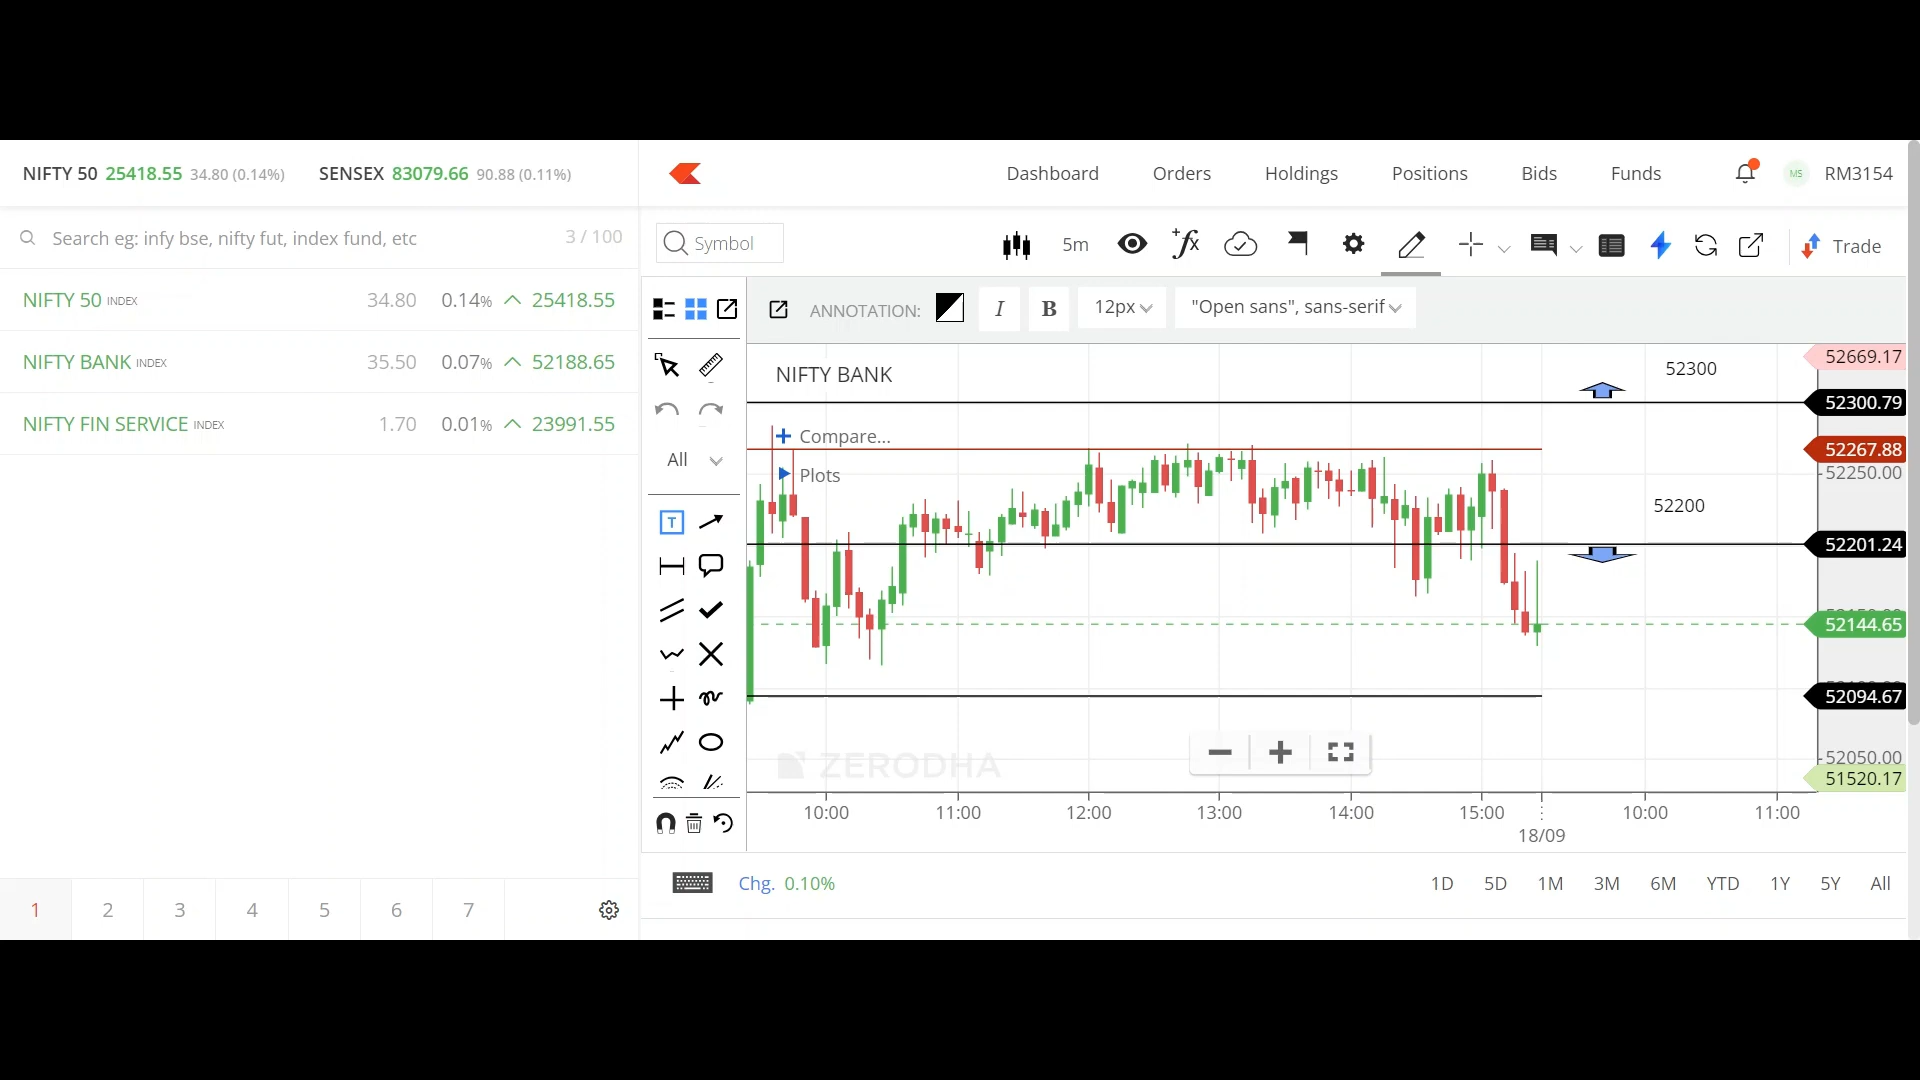 NIFTY 50 25418.55 34.80 (0.14%) SENSEX 83079.66 90.88 (0.11%)
Dashboard Orders Holdings Positions Bids Funds MS RM3154
Search eg: infy bse, nifty fut, index fund, etc 3 / 100
Symbol 5m Trade
NIFTY 50 INDEX 34.80 0.14% 25418.55
NIFTY BANK INDEX 35.50 0.07% 52188.65
NIFTY FIN SERVICE INDEX 1.70 0.01% 23991.55
ANNOTATION: I B 12px "Open sans", sans-serif
All
T
NIFTY BANK
Compare...
Plots
52300
52200
52669.17
52300.79
52267.88
52250.00
52201.24
52144.65
52094.67
52050.00
51520.17
ZERODHA
10:00 11:00 12:00 13:00 14:00 15:00 10:00 11:00
18/09
Chg. 0.10% 1D 5D 1M 3M 6M YTD 1Y 5Y All
1 2 3 4 5 6 7